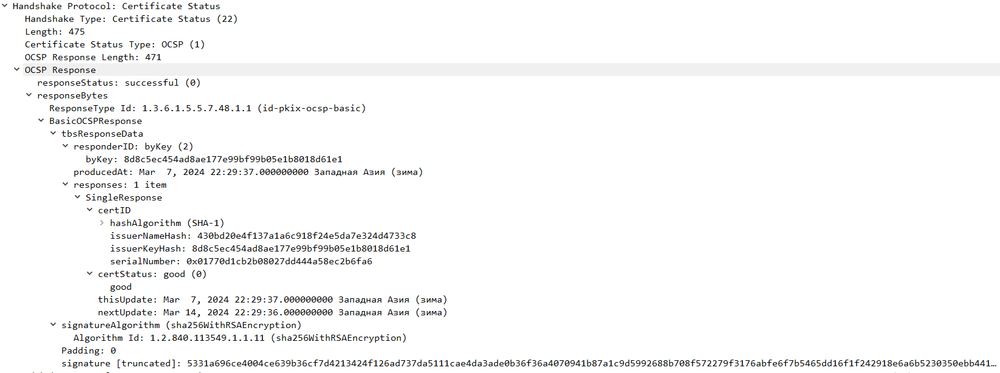 Handshake Protocol: Certificate Status
Handshake Type: Certificate Status (22)
Length: 475
Certificate Status Type: OCSP (1)
OCSP Response Length: 471
OCSP Response
responseStatus: successful (0)
responseBytes
ResponseType Id: 1.3.6.1.5.5.7.48.1.1 (id-pkix-ocsp-basic)
BasicOCSPResponse
tbsResponseData
responderID: byKey (2)
byKey: 8d8c5ec454ad8ae177e99bf99b05e1b8018d61e1
producedAt: Mar  7, 2024 22:29:37.000000000 Западная Азия (зима)
responses: 1 item
SingleResponse
certID
hashAlgorithm (SHA-1)
issuerNameHash: 430bd20e4f137a1a6c918f24e5da7e324d4733c8
issuerKeyHash: 8d8c5ec454ad8ae177e99bf99b05e1b8018d61e1
serialNumber: 0x01770d1cb2b08027dd444a58ec2b6fa6
certStatus: good (0)
good
thisUpdate: Mar  7, 2024 22:29:37.000000000 Западная Азия (зима)
nextUpdate: Mar 14, 2024 22:29:36.000000000 Западная Азия (зима)
signatureAlgorithm (sha256WithRSAEncryption)
Algorithm Id: 1.2.840.113549.1.1.11 (sha256WithRSAEncryption)
Padding: 0
signature [truncated]: 5331a696ce4004ce639b36cf7d4213424f126ad737da5111cae4da3ade0b36f36a4070941b87a1c9d5992688b708f572279f3176abfe6f7b5465dd16f1f242918e6a6b5230350ebb441…